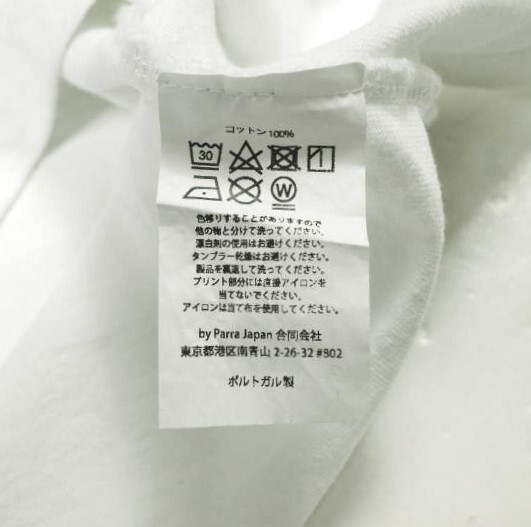 コットン100%
30
W
色移りすることがありますので
他の物と分けて洗ってください。
漂白剤の使用はお避けください。
タンブラー乾燥はお避けください。
製品を裏返して洗ってください。
プリント部分には直接アイロンを
当てないでください。
アイロンは当て布を使用してください。
by Parra Japan 合同会社
東京都港区南青山 2-26-32 #802
ポルトガル製